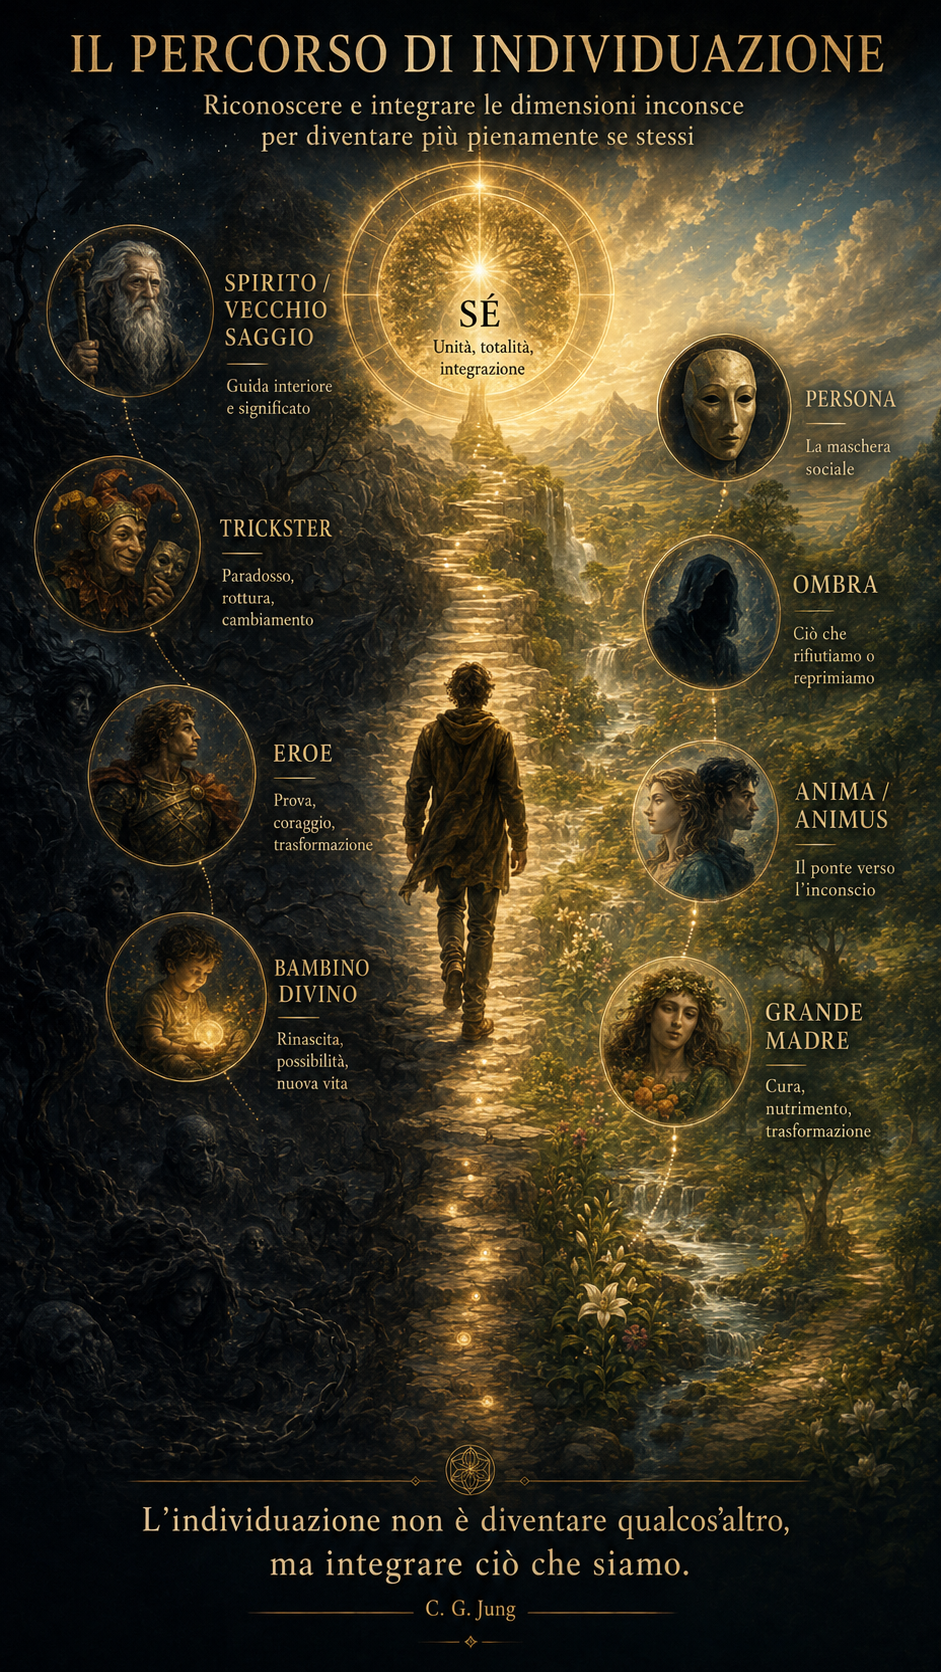 IL PERCORSO DI INDIVIDUAZIONE
Riconoscere e integrare le dimensioni inconsce
per diventare più pienamente se stessi
SÉ
Unità, totalità,
integrazione
SPIRITO /
VECCHIO
SAGGIO
Guida interiore
e significato
TRICKSTER
Paradosso,
rottura,
cambiamento
EROE
Prova,
coraggio,
trasformazione
BAMBINO
DIVINO
Rinascita,
possibilità,
nuova vita
PERSONA
La maschera
sociale
OMBRA
Ciò che
rifiutiamo o
reprimiamo
ANIMA /
ANIMUS
Il ponte verso
l'inconscio
GRANDE
MADRE
Cura,
nutrimento,
trasformazione
L'individuazione non è diventare qualcos'altro,
ma integrare ciò che siamo.
C. G. Jung